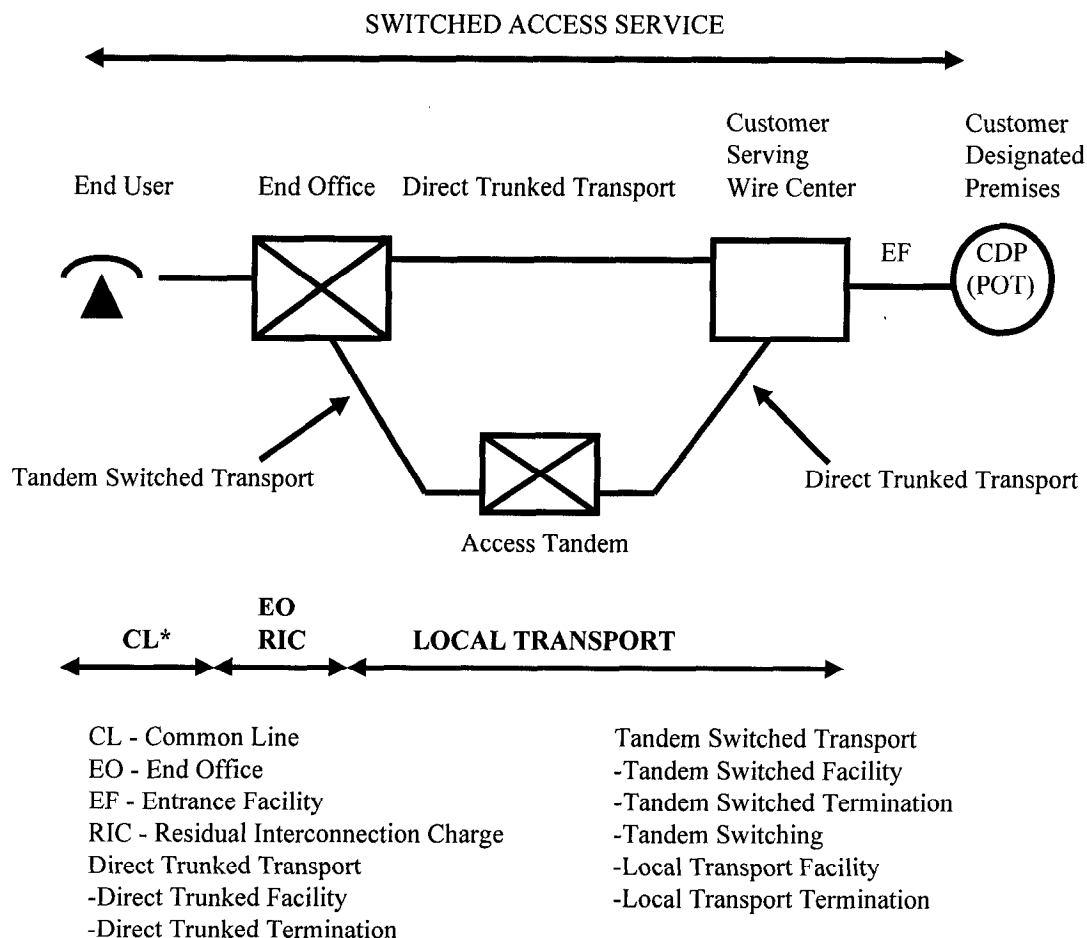 SWITCHED ACCESS SERVICE
Customer
Serving
Wire Center
Customer
Designated
Premises
End User
End Office
Direct Trunked Transport
EF
CDP
(POT)
Tandem Switched Transport
Direct Trunked Transport
Access Tandem
CL*
EO
RIC
LOCAL TRANSPORT
CL - Common Line
EO - End Office
EF - Entrance Facility
RIC - Residual Interconnection Charge
Direct Trunked Transport
-Direct Trunked Facility
-Direct Trunked Termination
Tandem Switched Transport
-Tandem Switched Facility
-Tandem Switched Termination
-Tandem Switching
-Local Transport Facility
-Local Transport Termination